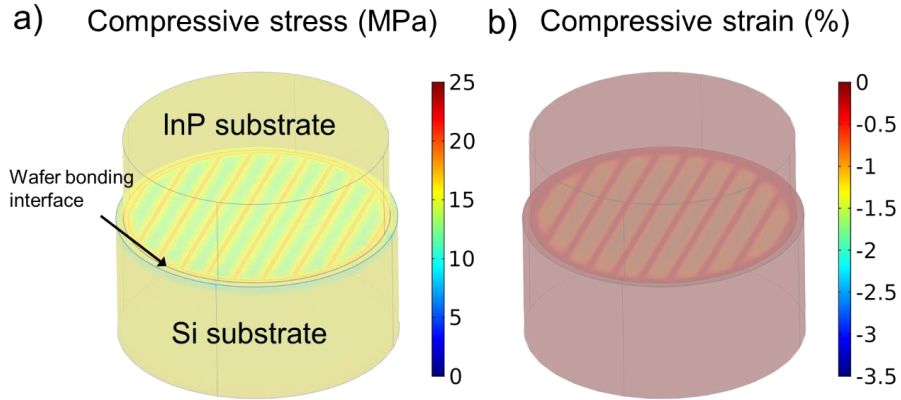 a) Compressive stress (MPa)
b) Compressive strain (%)
InP substrate
Wafer bonding
interface
Si substrate
25
20
15
10
5
0
0
-0.5
-1
-1.5
-2
-2.5
-3
-3.5